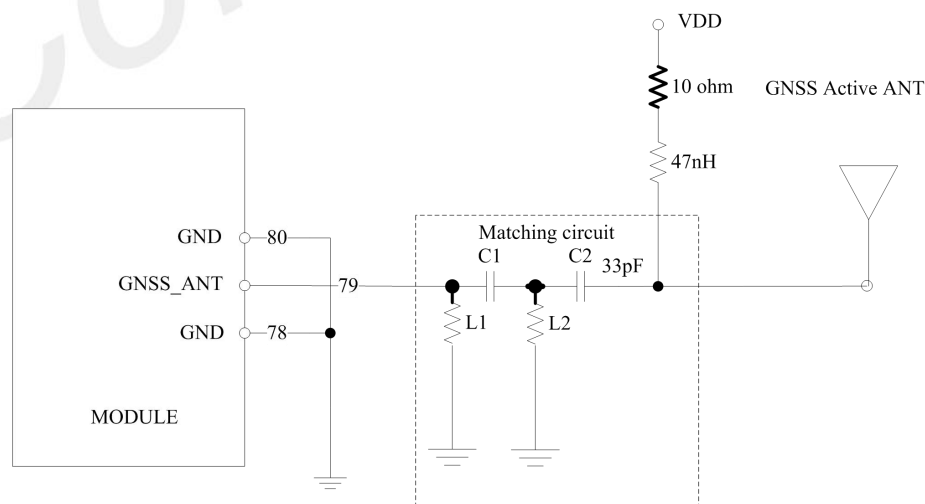 VDD
10 ohm
GNSS Active ANT
47nH
Matching circuit
C1
C2
33pF
GND
80
GNSS_ANT
79
GND
78
L1
L2
MODULE